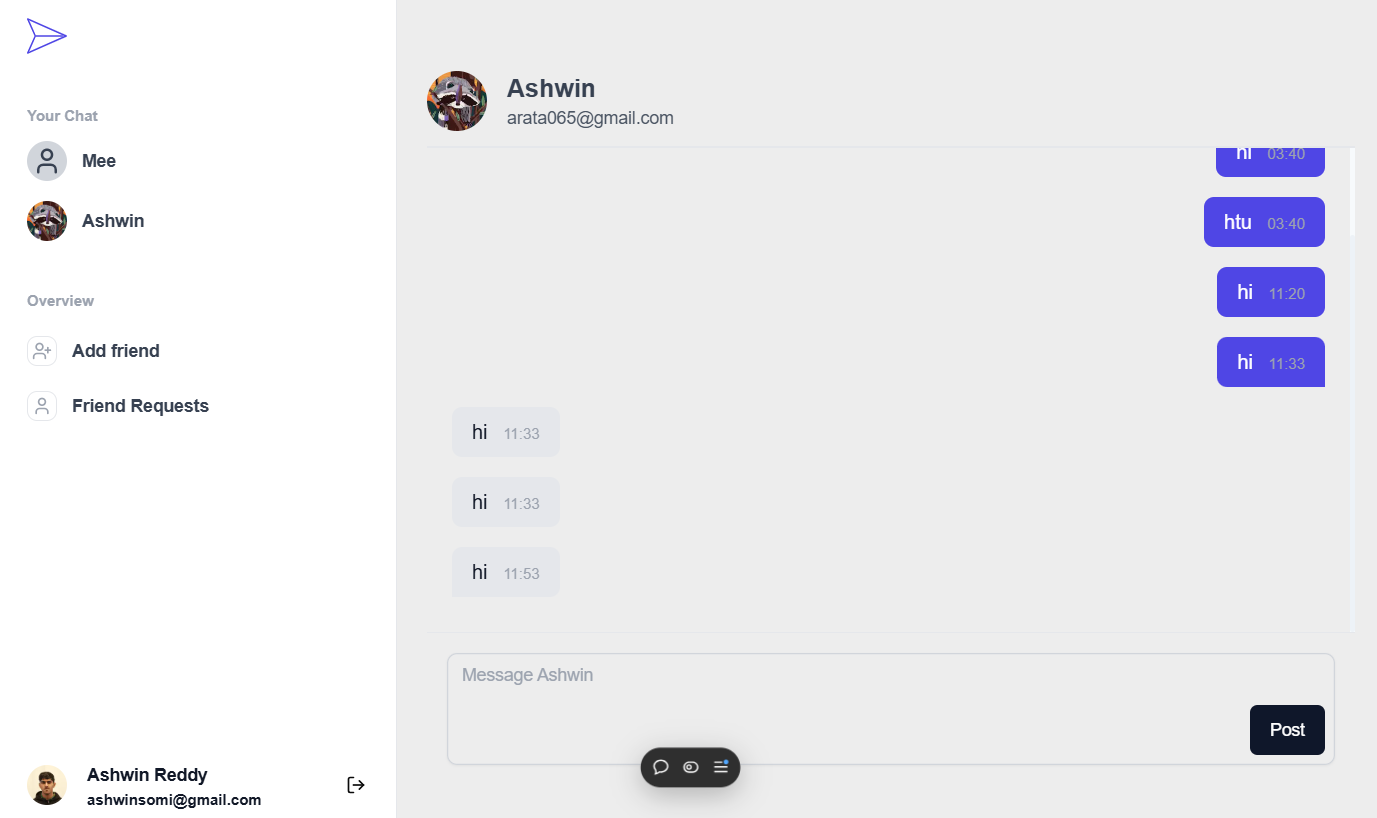 Your Chat
Mee
Ashwin
Overview
Add friend
Friend Requests
Ashwin Reddy
ashwinsomi@gmail.com
Ashwin
arata065@gmail.com
hi 03:40
htu 03:40
hi 11:20
hi 11:33
hi 11:33
hi 11:33
hi 11:53
Message Ashwin
Post